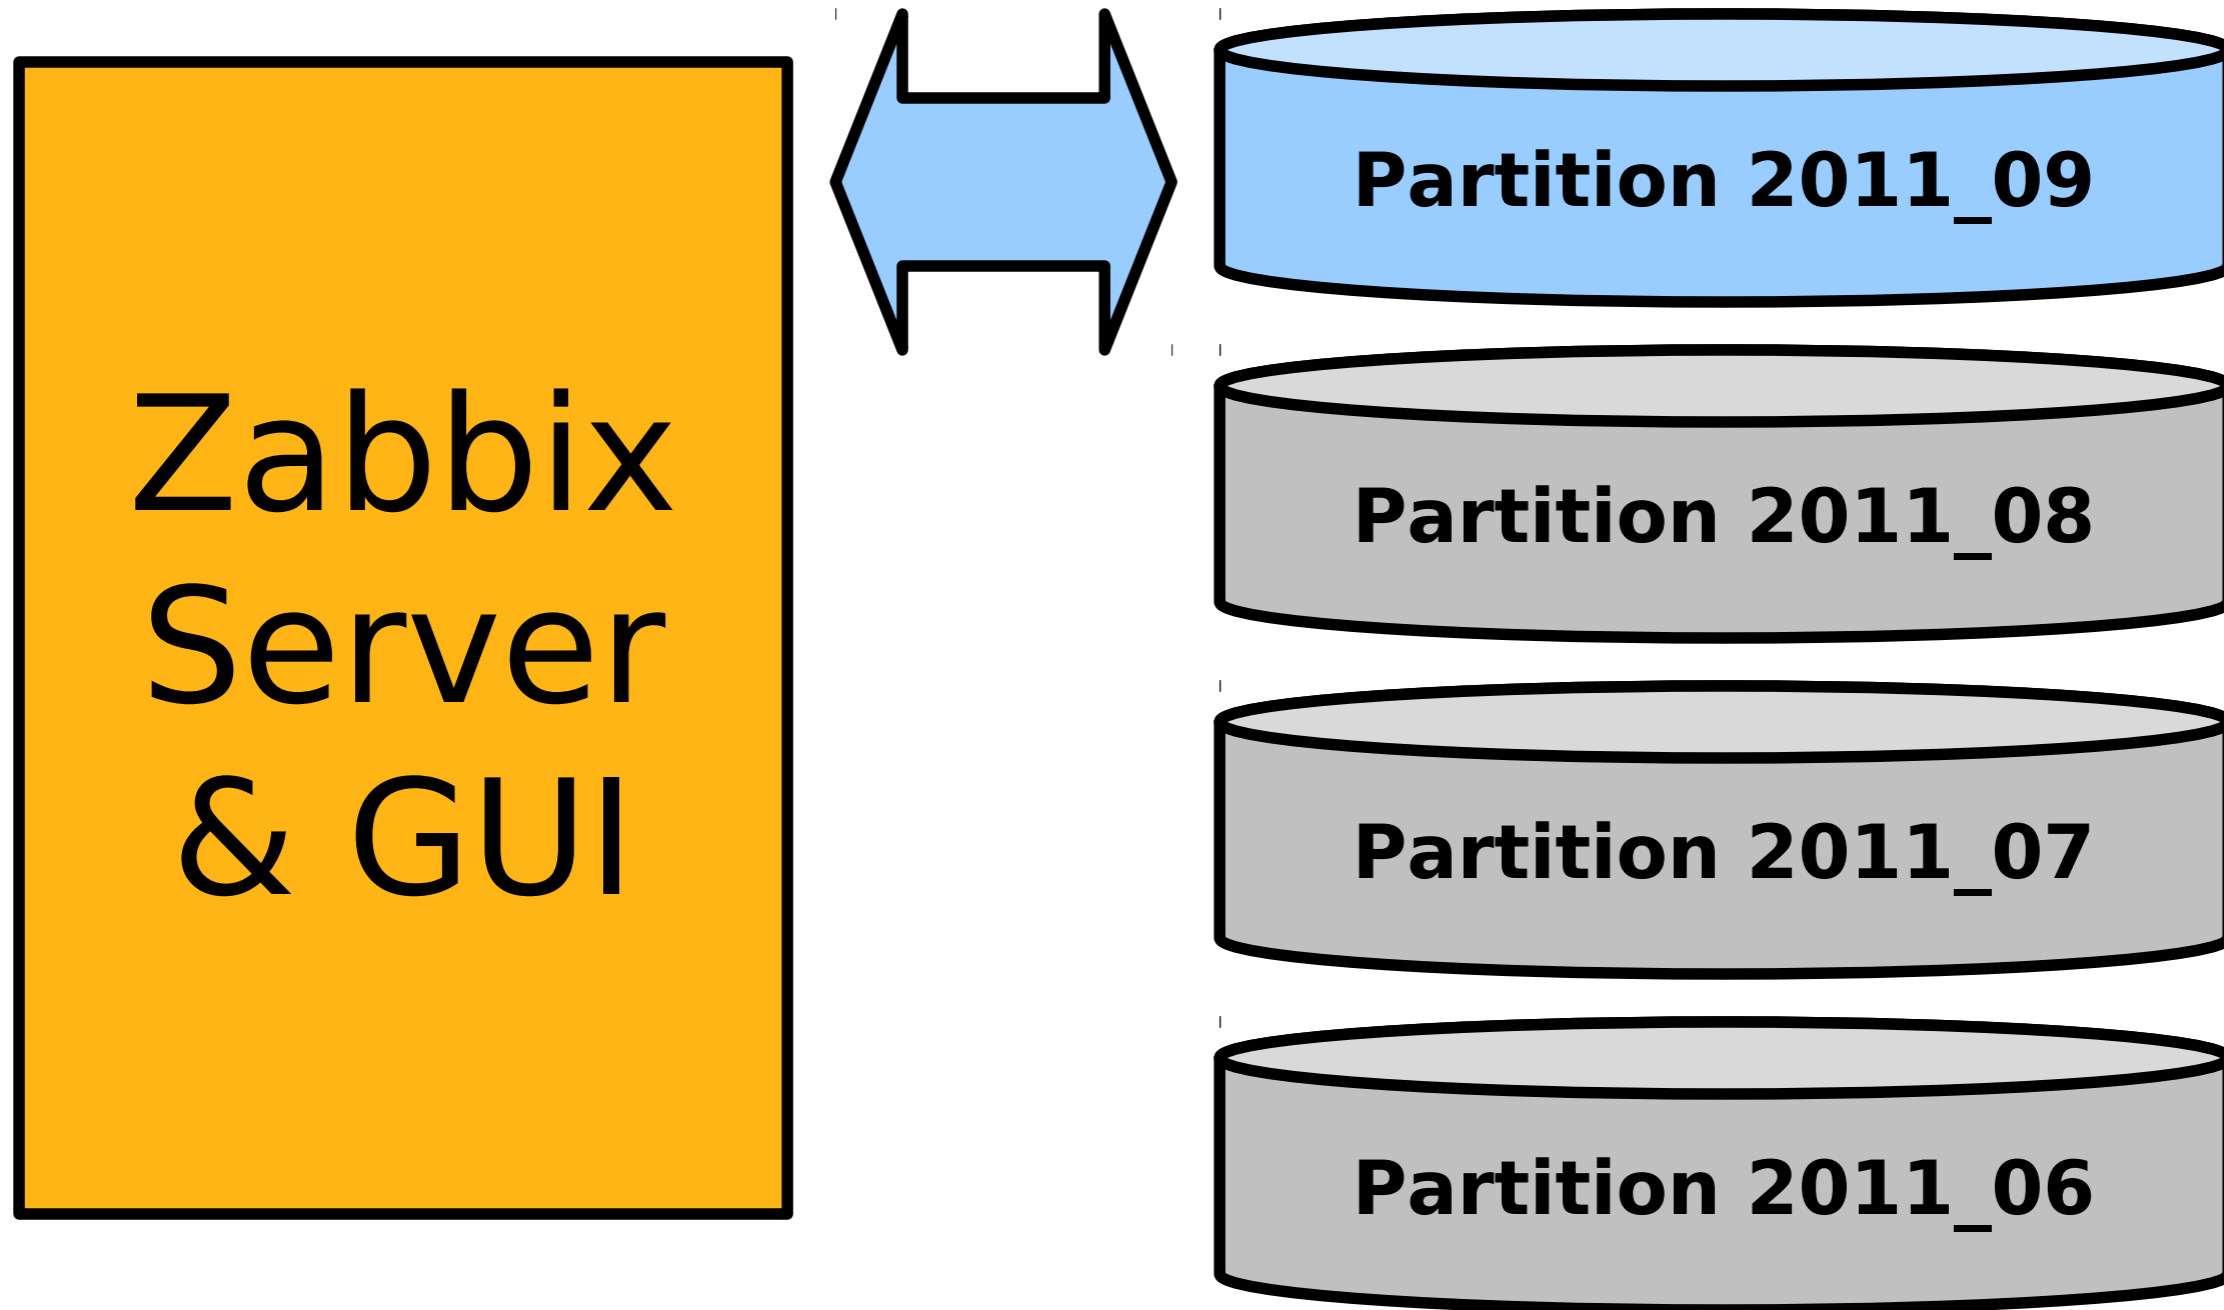 Zabbix
Server
& GUI
Partition 2011_09
Partition 2011_08
Partition 2011_07
Partition 2011_06